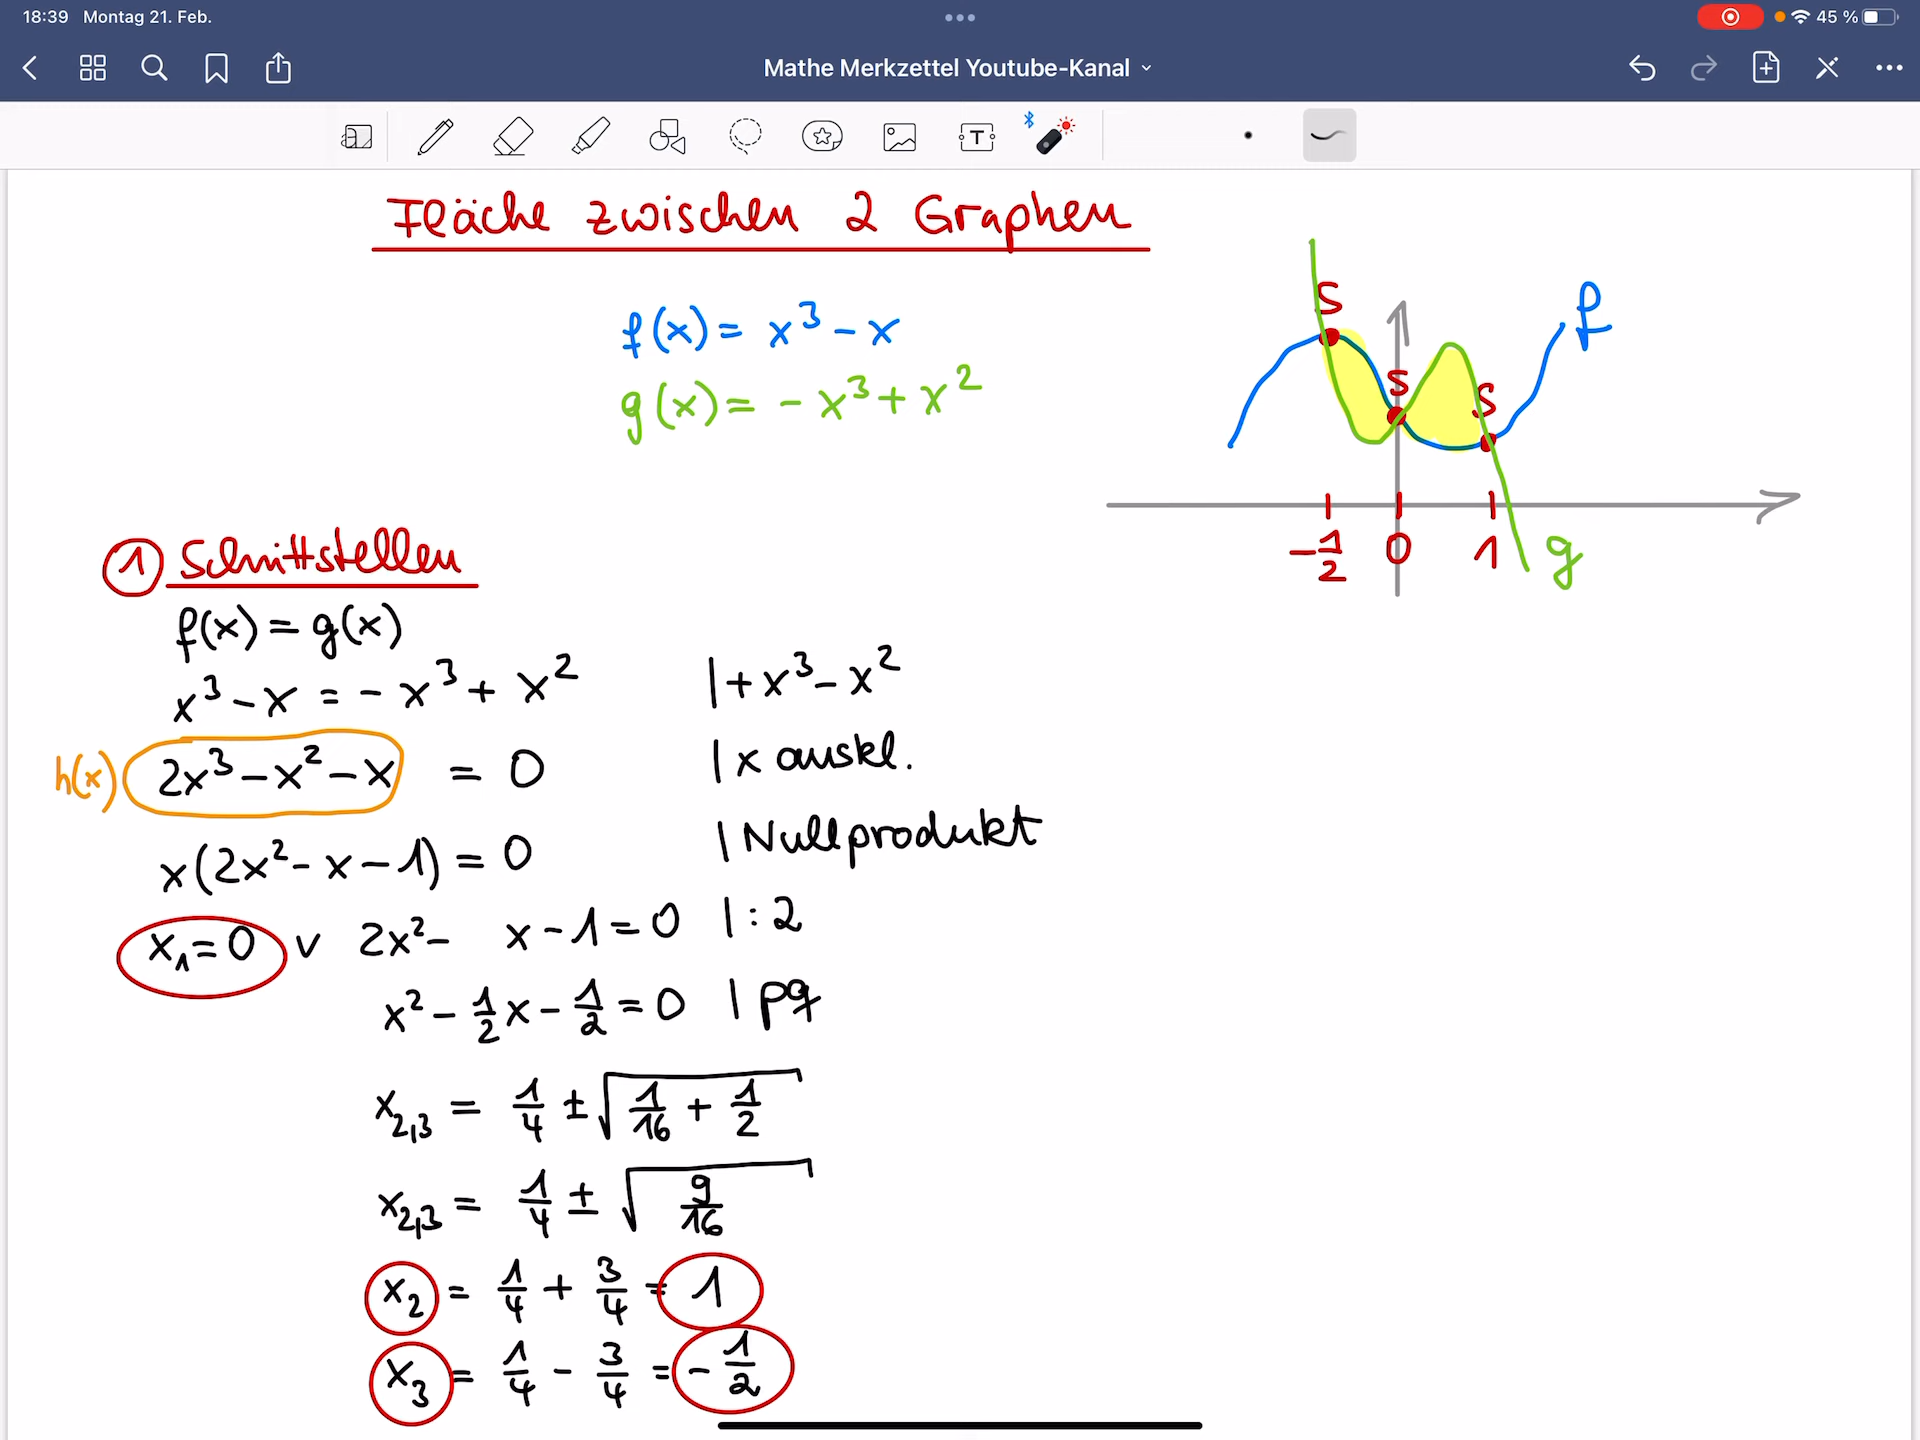 18:39 Montag 21. Feb.
45 %
Mathe Merkzettel Youtube-Kanal
T
Fläche zwischen 2 Graphen
f(x) = x³ - x
g(x) = - x³ + x²
S
f
S
S
-1/2 0 1
g
① Schnittstellen
f(x) = g(x)
x³ - x = - x³ + x² | + x³ - x²
h(x) 2x³ - x² - x = 0 | x auskl.
x(2x² - x - 1) = 0 | Nullprodukt
x₁ = 0 v 2x² - x - 1 = 0 | : 2
x² - 1/2 x - 1/2 = 0 | pq
x₂,₃ = 1/4 ± √(1/16 + 1/2)
x₂,₃ = 1/4 ± √(9/16)
x₂ = 1/4 + 3/4 = 1
x₃ = 1/4 - 3/4 = - 1/2